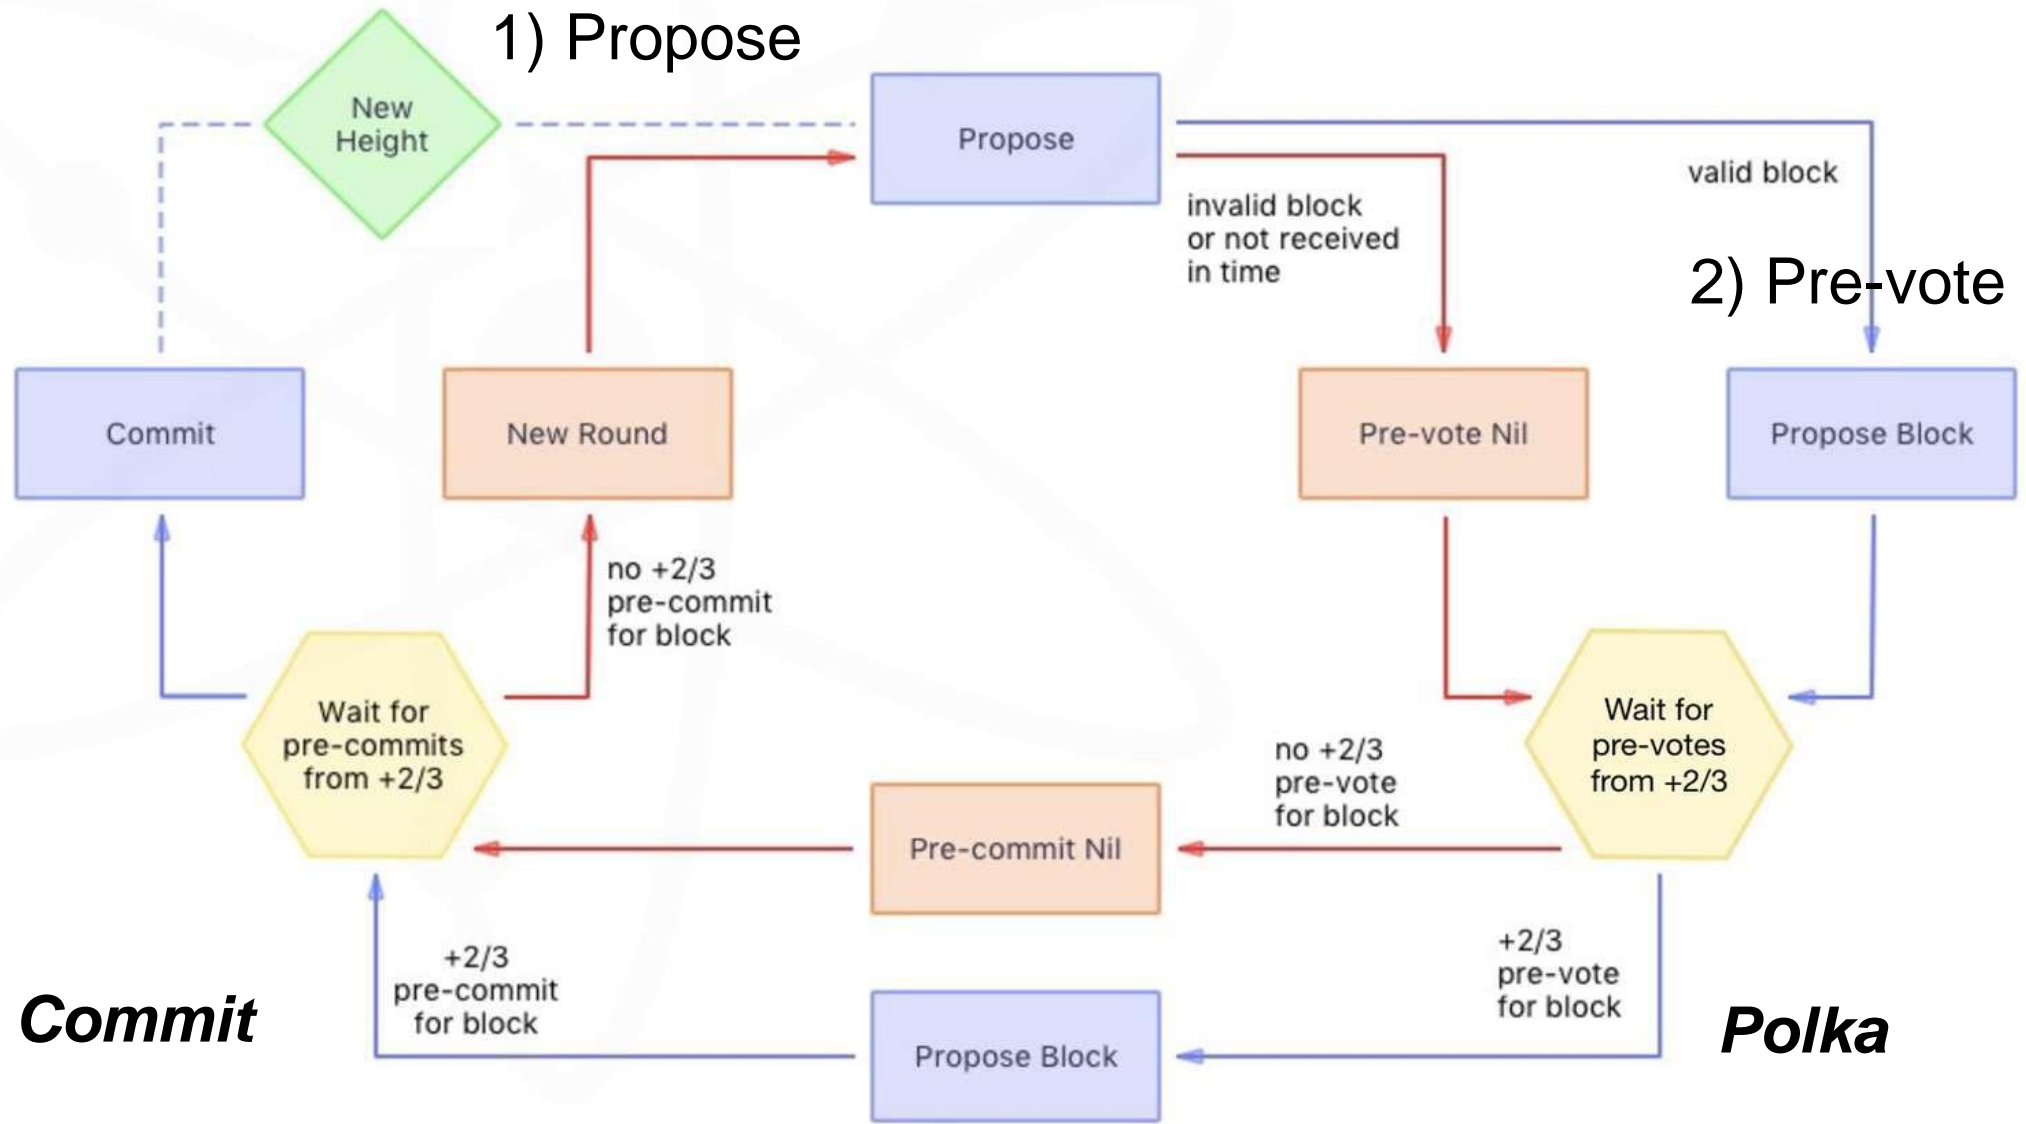 1) Propose
New
Height
Propose
valid block
invalid block
or not received
in time
2) Pre-vote
Commit
New Round
Pre-vote Nil
Propose Block
no +2/3
pre-commit
for block
Wait for
pre-commits
from +2/3
Wait for
pre-votes
from +2/3
no +2/3
pre-vote
for block
Pre-commit Nil
+2/3
pre-commit
for block
+2/3
pre-vote
for block
Commit
Polka
Propose Block